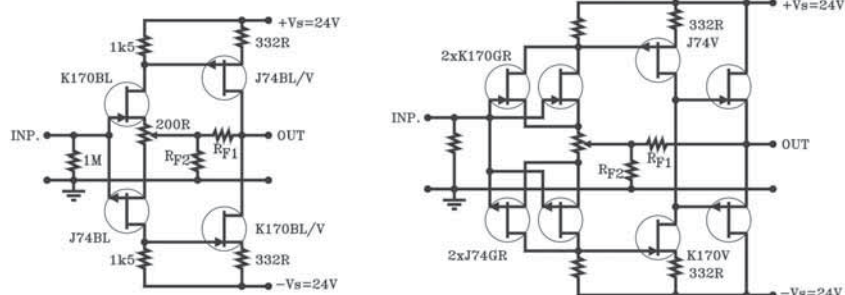 +Vs=24V
1k5
332R
K170BL
J74BL/V
200R
INP.
OUT
RF1
RF2
1M
J74BL
K170BL/V
1k5
332R
-Vs=24V
+Vs=24V
332R
2xK170GR
J74V
INP.
OUT
RF1
RF2
2xJ74GR
K170V
332R
-Vs=24V